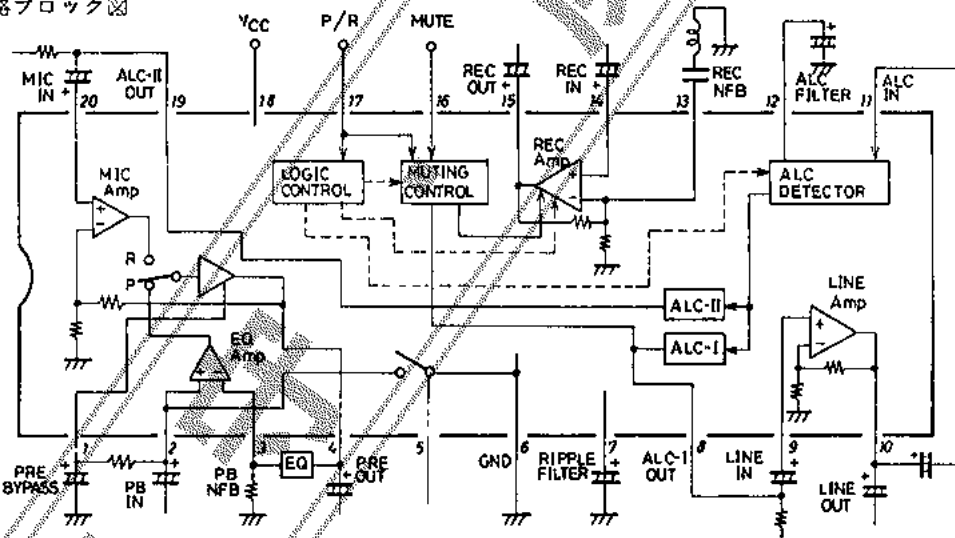 略ブロック図
VCC
P/R
MUTE
MIC
IN
ALC-II
OUT
REC
OUT
REC
IN
REC
NFB
ALC
FILTER
ALC
IN
20
19
18
17
16
15
14
13
12
11
MIC
Amp
LOGIC
CONTROL
MUTING
CONTROL
REC
Amp
ALC
DETECTOR
R
P
EQ
Amp
ALC-II
ALC-I
LINE
Amp
1
2
3
4
5
6
7
8
9
10
PRE
BYPASS
PB
IN
PB
NFB
EQ
PRE
OUT
GND
RIPPLE
FILTER
ALC-I
OUT
LINE
IN
LINE
OUT